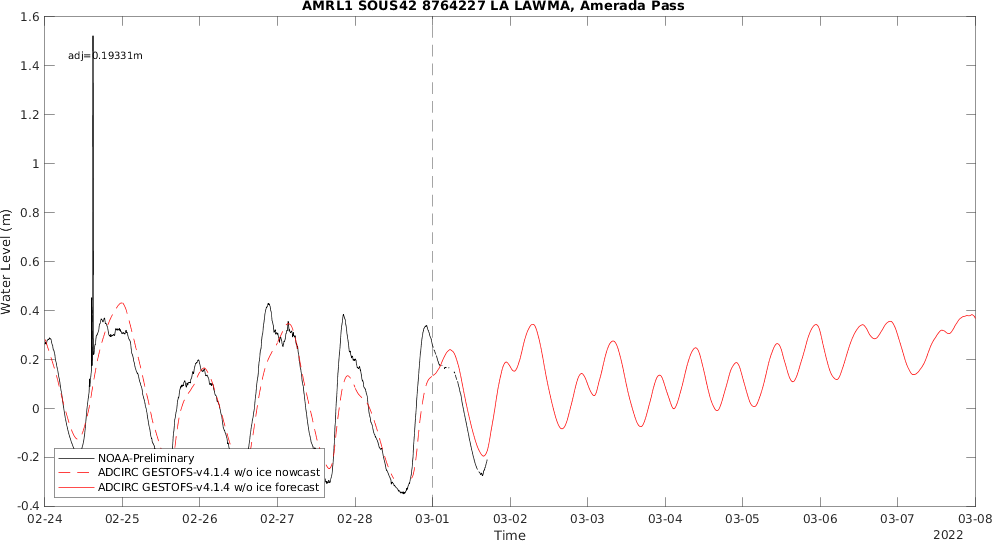 AMRL1 SOUS42 8764227 LA LAWMA, Amerada Pass
adj=0.19331m
Water Level (m)
1.6
1.4
1.2
1
0.8
0.6
0.4
0.2
0
-0.2
-0.4
NOAA-Preliminary
ADCIRC GESTOFS-v4.1.4 w/o ice nowcast
ADCIRC GESTOFS-v4.1.4 w/o ice forecast
02-24 02-25 02-26 02-27 02-28 03-01 03-02 03-03 03-04 03-05 03-06 03-07 03-08
Time
2022